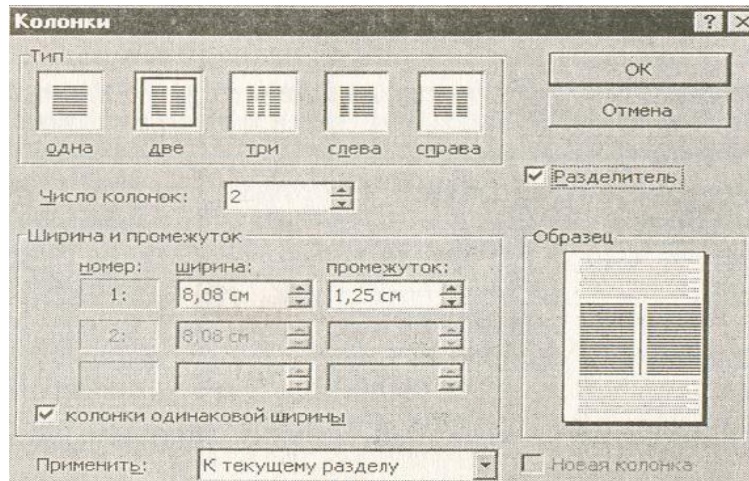 Колонки
Тип
одна две три слева справа
ОК
Отмена
Разделитель
Число колонок: 2
Ширина и промежуток
номер: ширина: промежуток:
1: 8,08 см 1,25 см
2: 8,08 см
колонки одинаковой ширины
Образец
Применить: К текущему разделу
Новая колонка